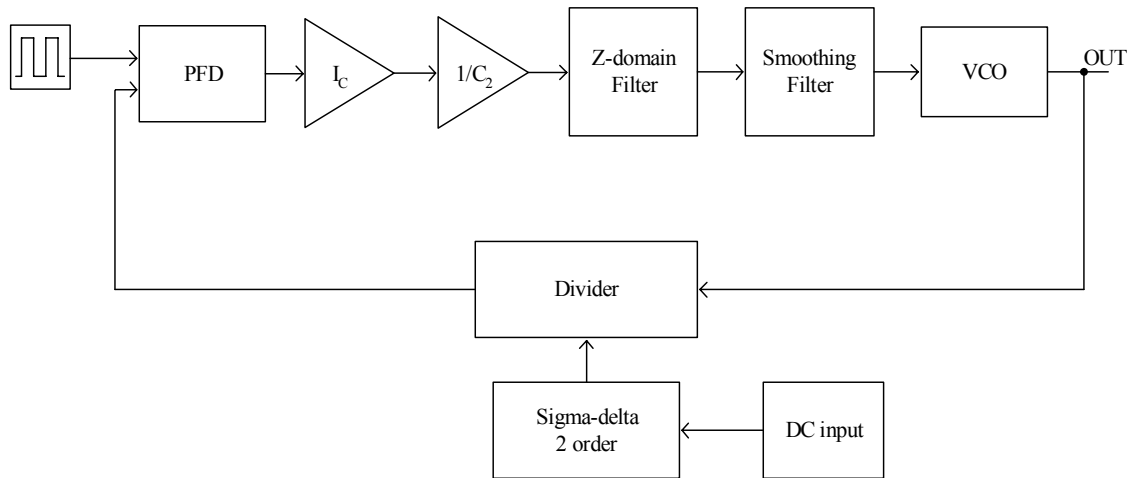 PFD
I_C
1/C_2
Z-domain
Filter
Smoothing
Filter
VCO
OUT
Divider
Sigma-delta
2 order
DC input